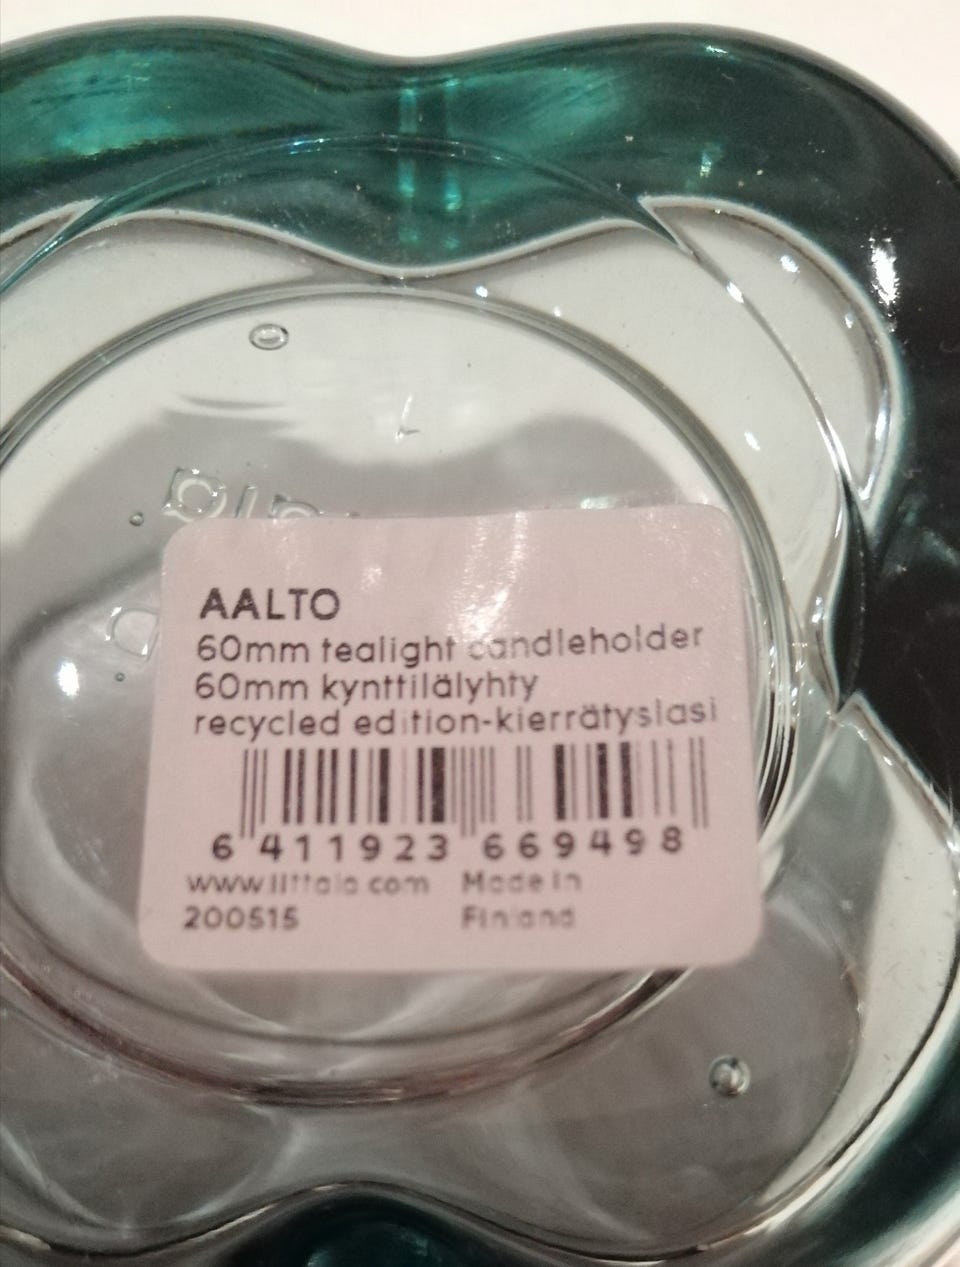 AALTO
60mm tealight candleholder
60mm kynttilälyhty
recycled edition-kierrätyslasi
6 411923 669498
www.iittala.com Made in
200515 Finland